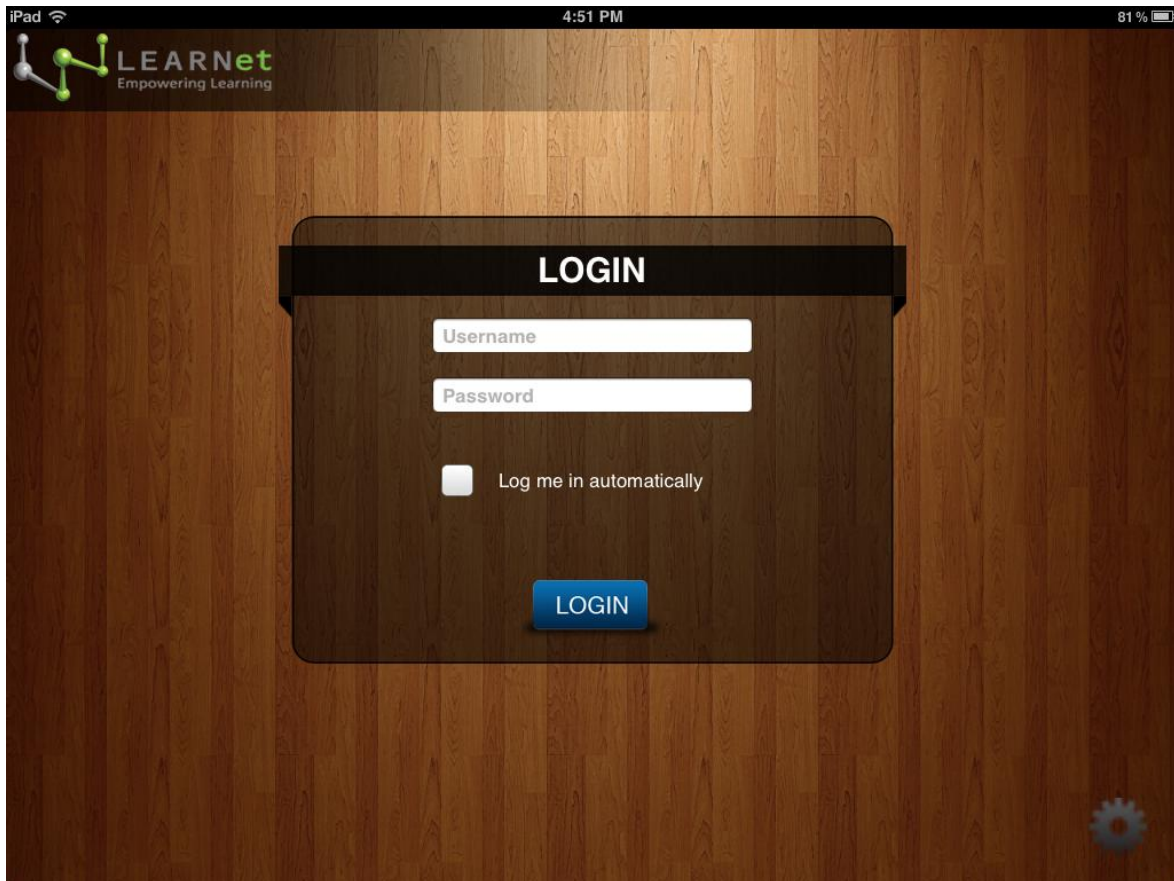 iPad 4:51 PM 81 %
LEARNet
Empowering Learning
LOGIN
Username
Password
Log me in automatically
LOGIN